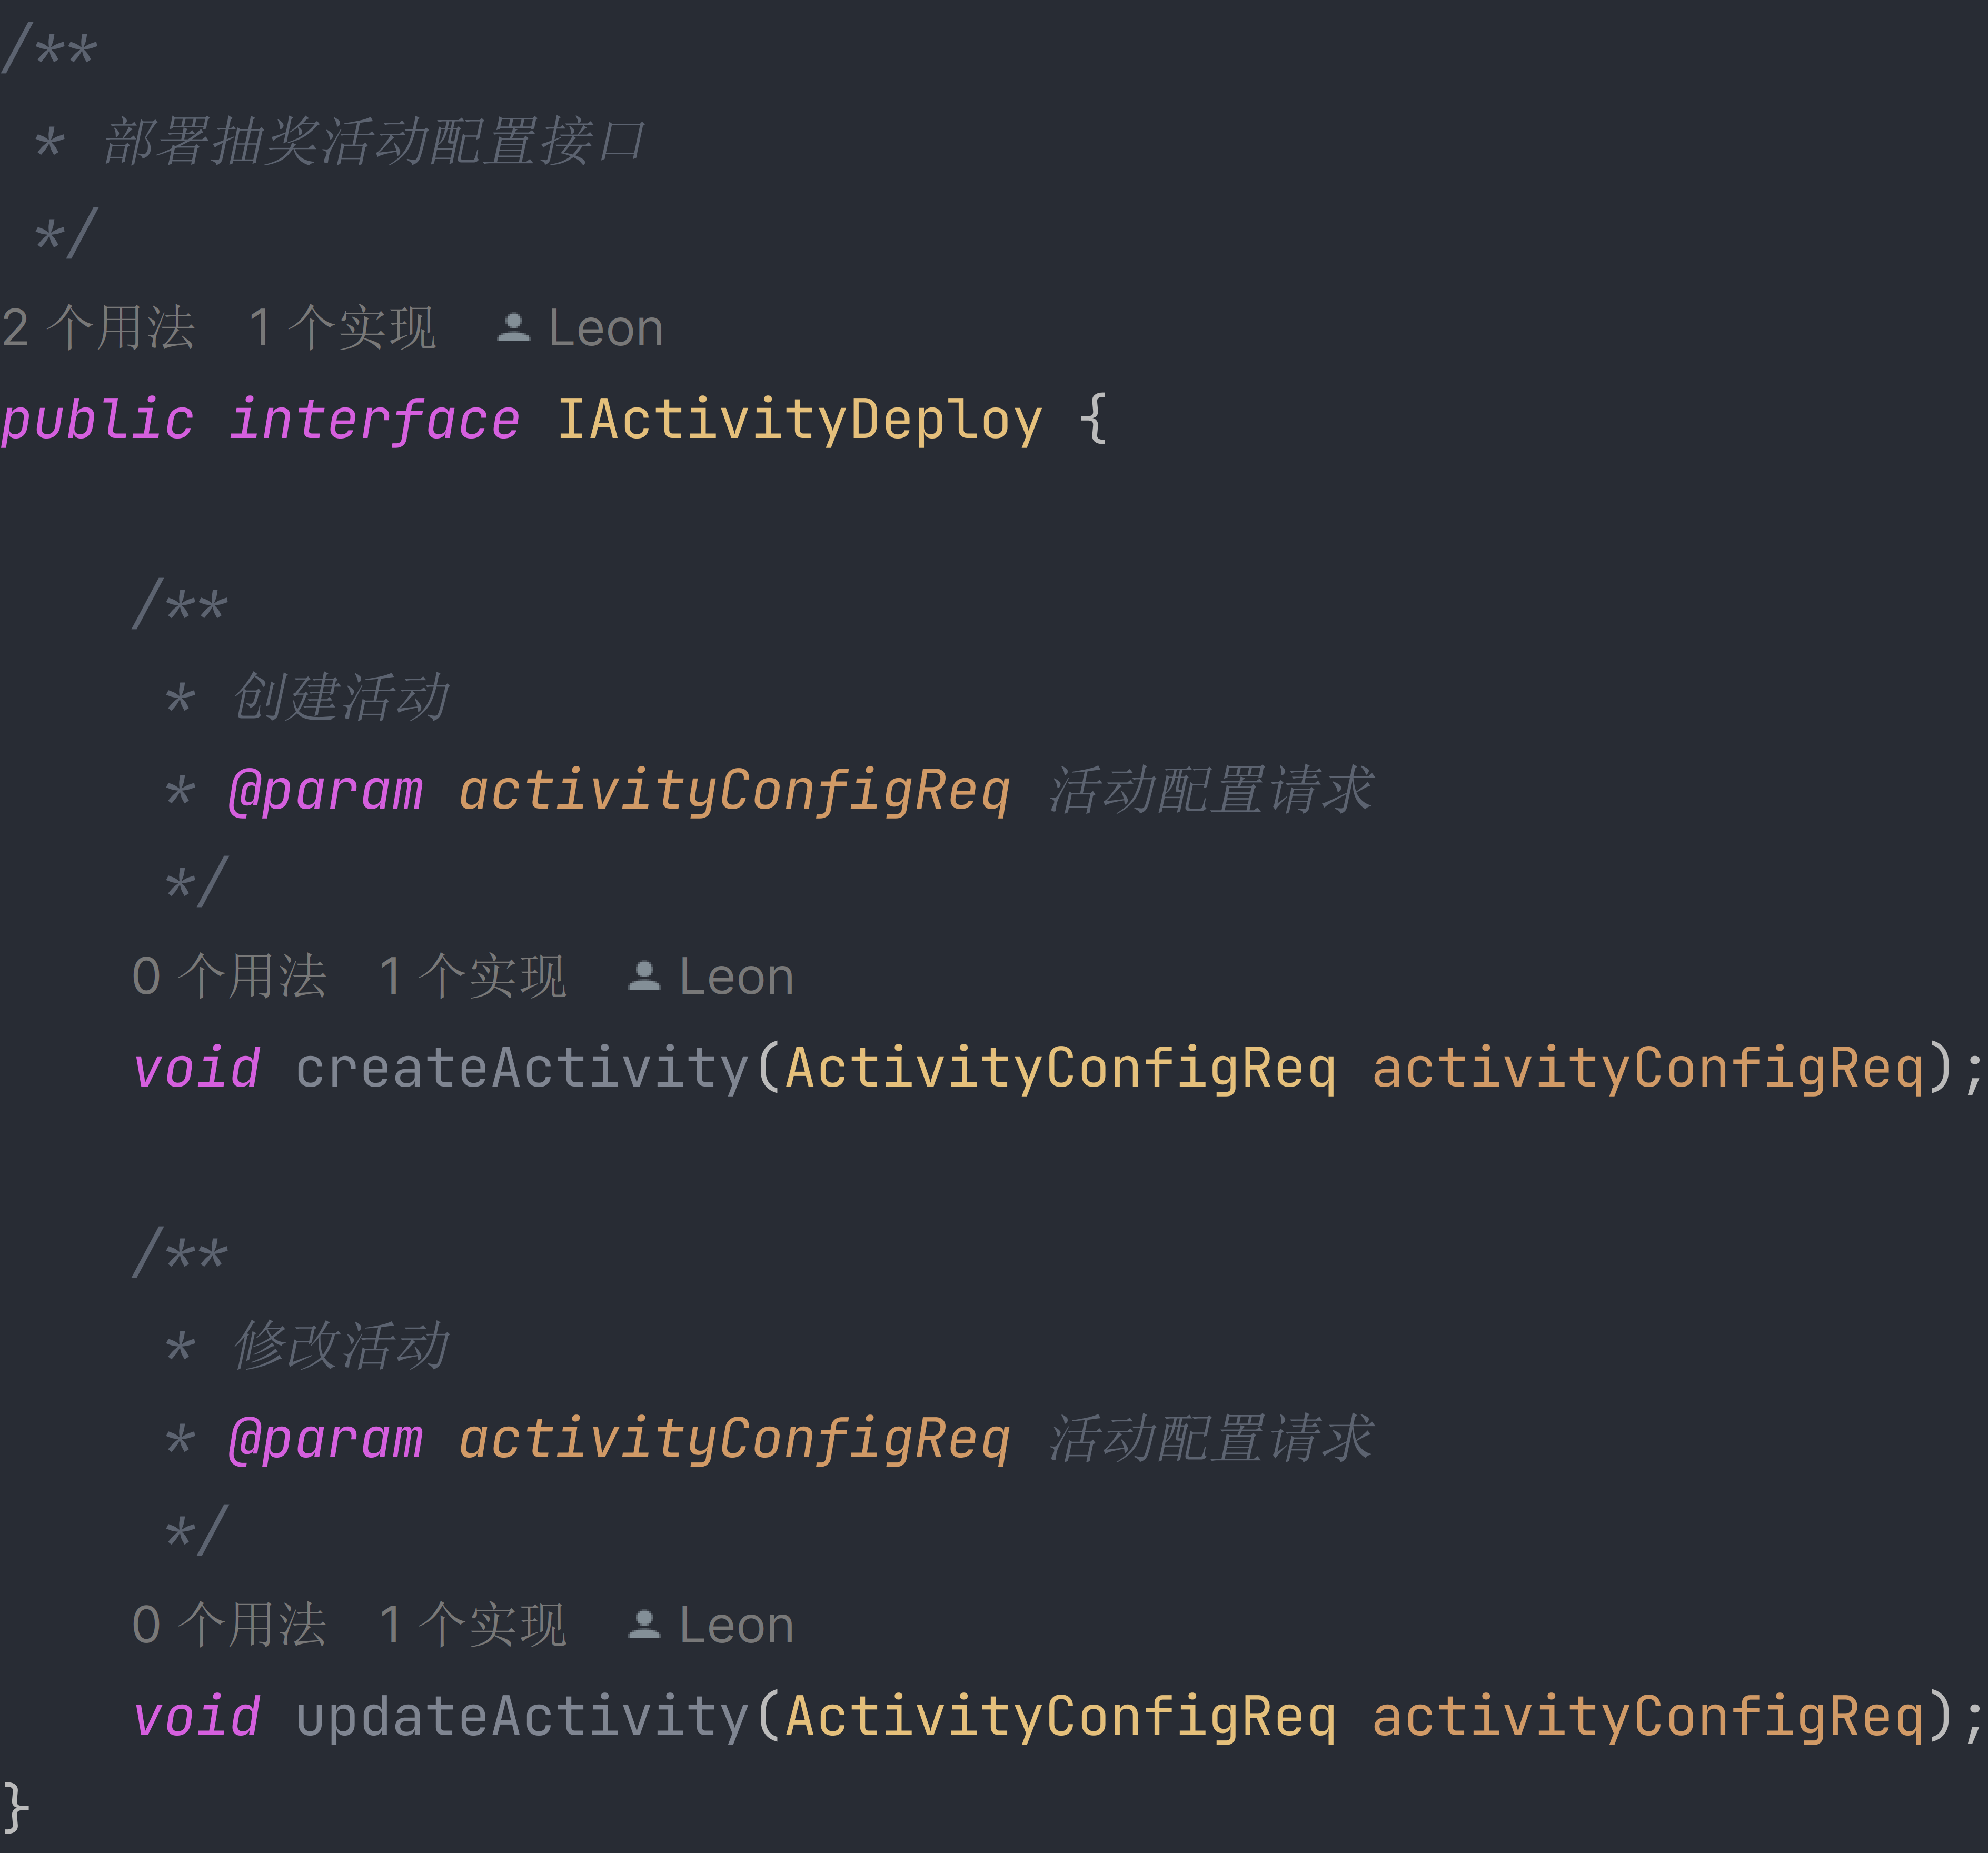 /**
 * 部署抽奖活动配置接口
 */
2 个用法 1 个实现 Leon
public interface IActivityDeploy {
/**
 * 创建活动
 * @param activityConfigReq 活动配置请求
 */
0 个用法 1 个实现 Leon
void createActivity(ActivityConfigReq activityConfigReq);
/**
 * 修改活动
 * @param activityConfigReq 活动配置请求
 */
0 个用法 1 个实现 Leon
void updateActivity(ActivityConfigReq activityConfigReq);
}